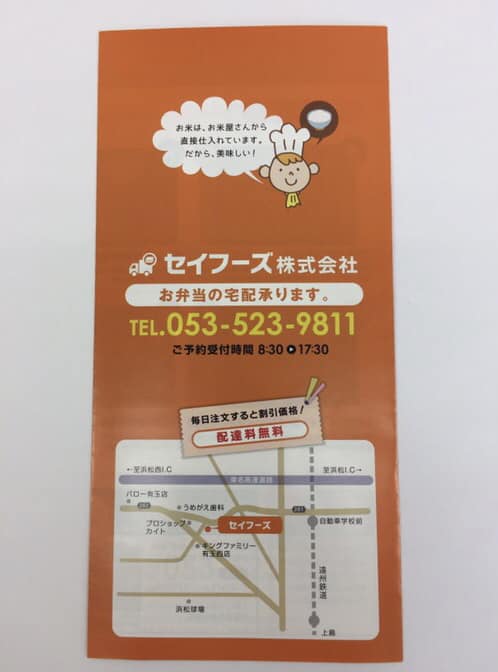 お米は、お米屋さんから
直接仕入れています。
だから、美味しい！
セイフーズ株式会社
お弁当の宅配承ります。
TEL.053-523-9811
ご予約受付時間 8:30 17:30
毎日注文すると割引価格！
配達料無料
←至浜松西I.C
至浜松I.C→
東名高速道路
バロー有玉店
261
うめがえ歯科
261
プロショップ
カイト
セイフーズ
自動車学校前
キングファミリー
有玉西店
遠州鉄道
浜松球場
上島